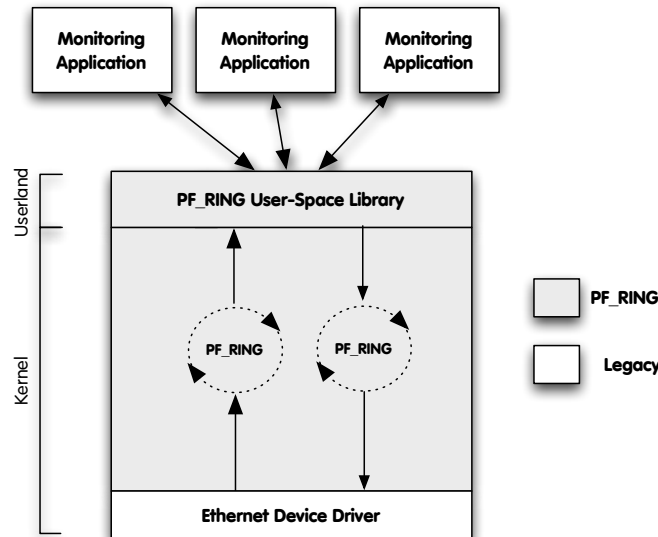 Monitoring
Application
Monitoring
Application
Monitoring
Application
Userland
PF_RING User-Space Library
Kernel
PF_RING
PF_RING
PF_RING
Legacy
Ethernet Device Driver